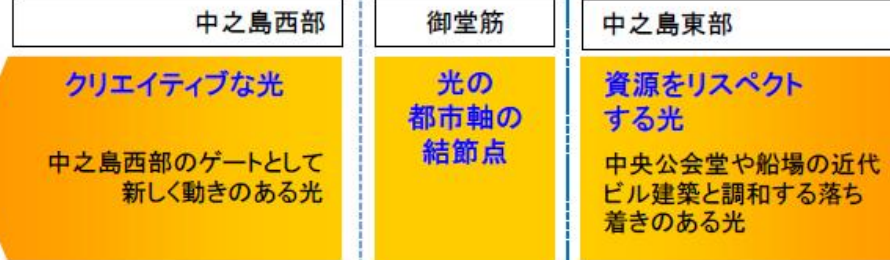 中之島西部
クリエイティブな光
中之島西部のゲートとして
新しく動きのある光
御堂筋
光の
都市軸の
結節点
中之島東部
資源をリスペクト
する光
中央公会堂や船場の近代
ビル建築と調和する落ち
着きのある光